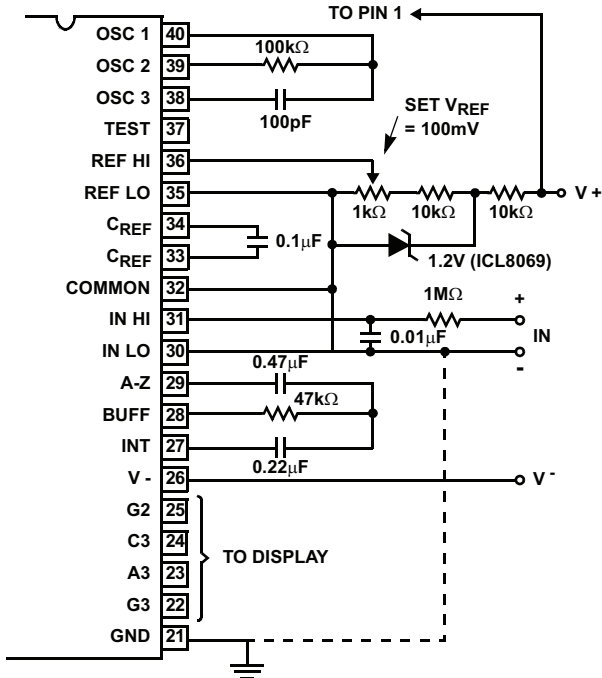 TO PIN 1
OSC 1 40
100kΩ
OSC 2 39
OSC 3 38
100pF
SET VREF
= 100mV
TEST 37
REF HI 36
REF LO 35
V +
1kΩ 10kΩ 10kΩ
CREF 34
0.1μF
CREF 33
1.2V (ICL8069)
COMMON 32
1MΩ
+
IN HI 31
0.01μF
IN
IN LO 30
-
0.47μF
A-Z 29
47kΩ
BUFF 28
INT 27
0.22μF
V - 26
V -
G2 25
C3 24
TO DISPLAY
A3 23
G3 22
GND 21